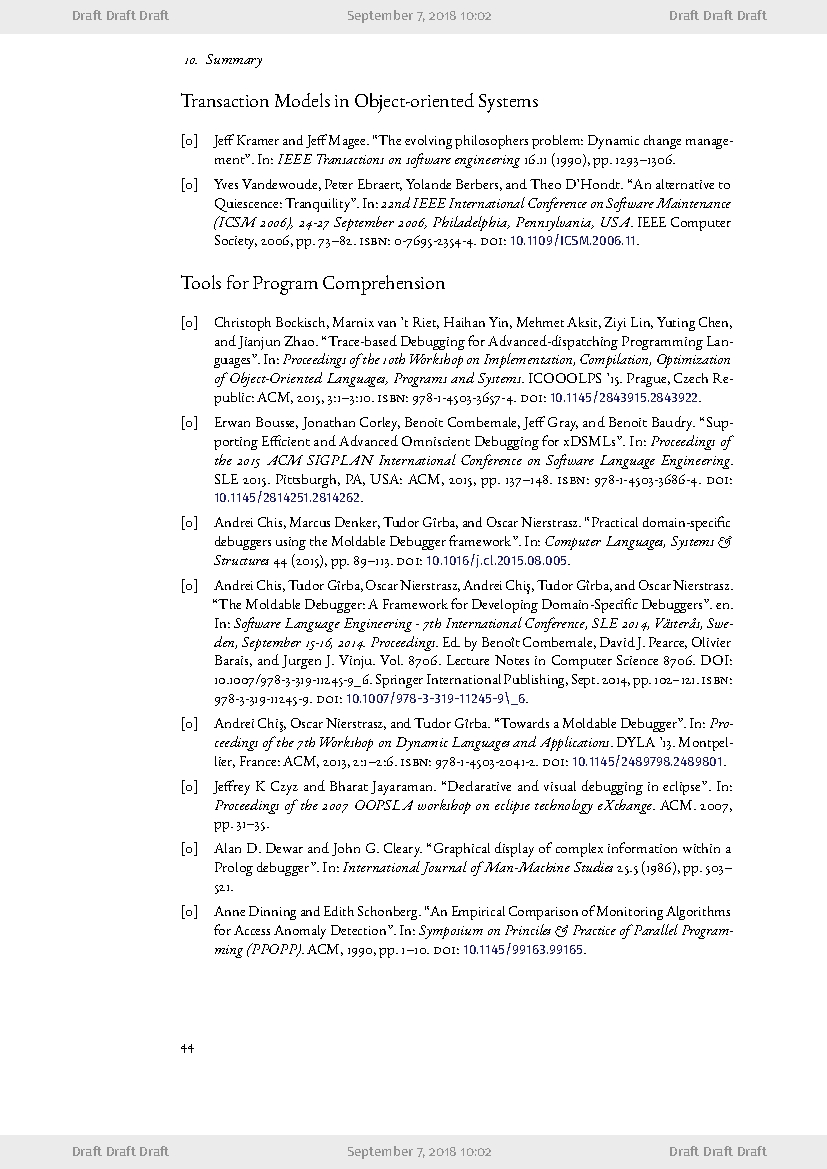 Draft Draft Draft September 7, 2018 10:02 Draft Draft Draft
10. Summary
Transaction Models in Object-oriented Systems
[0] Jeff Kramer and Jeff Magee. “The evolving philosophers problem: Dynamic change manage-
ment”. In: IEEE Transactions on software engineering 16.11 (1990), pp. 1293–1306.
[0] Yves Vandewoude, Peter Ebraert, Yolande Berbers, and Theo D’Hondt. “An alternative to
Quiescence: Tranquility”. In: 22nd IEEE International Conference on Software Maintenance
(ICSM 2006), 24-27 September 2006, Philadelphia, Pennsylvania, USA. IEEE Computer
Society, 2006, pp. 73–82. ISBN: 0-7695-2354-4. DOI: 10.1109/ICSM.2006.11.
Tools for Program Comprehension
[0] Christoph Bockisch, Marnix van ’t Riet, Haihan Yin, Mehmet Aksit, Ziyi Lin, Yuting Chen,
and Jianjun Zhao. “Trace-based Debugging for Advanced-dispatching Programming Lan-
guages”. In: Proceedings of the 10th Workshop on Implementation, Compilation, Optimization
of Object-Oriented Languages, Programs and Systems. ICOOOLPS ’15. Prague, Czech Re-
public: ACM, 2015, 3:1–3:10. ISBN: 978-1-4503-3657-4. DOI: 10.1145/2843915.2843922.
[0] Erwan Bousse, Jonathan Corley, Benoit Combemale, Jeff Gray, and Benoit Baudry. “Sup-
porting Efficient and Advanced Omniscient Debugging for xDSMLs”. In: Proceedings of
the 2015 ACM SIGPLAN International Conference on Software Language Engineering.
SLE 2015. Pittsburgh, PA, USA: ACM, 2015, pp. 137–148. ISBN: 978-1-4503-3686-4. DOI:
10.1145/2814251.2814262.
[0] Andrei Chis, Marcus Denker, Tudor Gîrba, and Oscar Nierstrasz. “Practical domain-specific
debuggers using the Moldable Debugger framework”. In: Computer Languages, Systems &
Structures 44 (2015), pp. 89–113. DOI: 10.1016/j.cl.2015.08.005.
[0] Andrei Chis, Tudor Gîrba, Oscar Nierstrasz, Andrei Chiş, Tudor Gîrba, and Oscar Nierstrasz.
“The Moldable Debugger: A Framework for Developing Domain-Specific Debuggers”. en.
In: Software Language Engineering - 7th International Conference, SLE 2014, Västerås, Swe-
den, September 15-16, 2014. Proceedings. Ed. by Benoît Combemale, David J. Pearce, Olivier
Barais, and Jurgen J. Vinju. Vol. 8706. Lecture Notes in Computer Science 8706. DOI:
10.1007/978-3-319-11245-9_6. Springer International Publishing, Sept. 2014, pp. 102–121. ISBN:
978-3-319-11245-9. DOI: 10.1007/978-3-319-11245-9\_6.
[0] Andrei Chiş, Oscar Nierstrasz, and Tudor Gîrba. “Towards a Moldable Debugger”. In: Pro-
ceedings of the 7th Workshop on Dynamic Languages and Applications. DYLA ’13. Montpel-
lier, France: ACM, 2013, 2:1–2:6. ISBN: 978-1-4503-2041-2. DOI: 10.1145/2489798.2489801.
[0] Jeffrey K Czyz and Bharat Jayaraman. “Declarative and visual debugging in eclipse”. In:
Proceedings of the 2007 OOPSLA workshop on eclipse technology eXchange. ACM. 2007,
pp. 31–35.
[0] Alan D. Dewar and John G. Cleary. “Graphical display of complex information within a
Prolog debugger”. In: International Journal of Man-Machine Studies 25.5 (1986), pp. 503–
521.
[0] Anne Dinning and Edith Schonberg. “An Empirical Comparison of Monitoring Algorithms
for Access Anomaly Detection”. In: Symposium on Princiles & Practice of Parallel Program-
ming (PPOPP). ACM, 1990, pp. 1–10. DOI: 10.1145/99163.99165.
44
Draft Draft Draft September 7, 2018 10:02 Draft Draft Draft